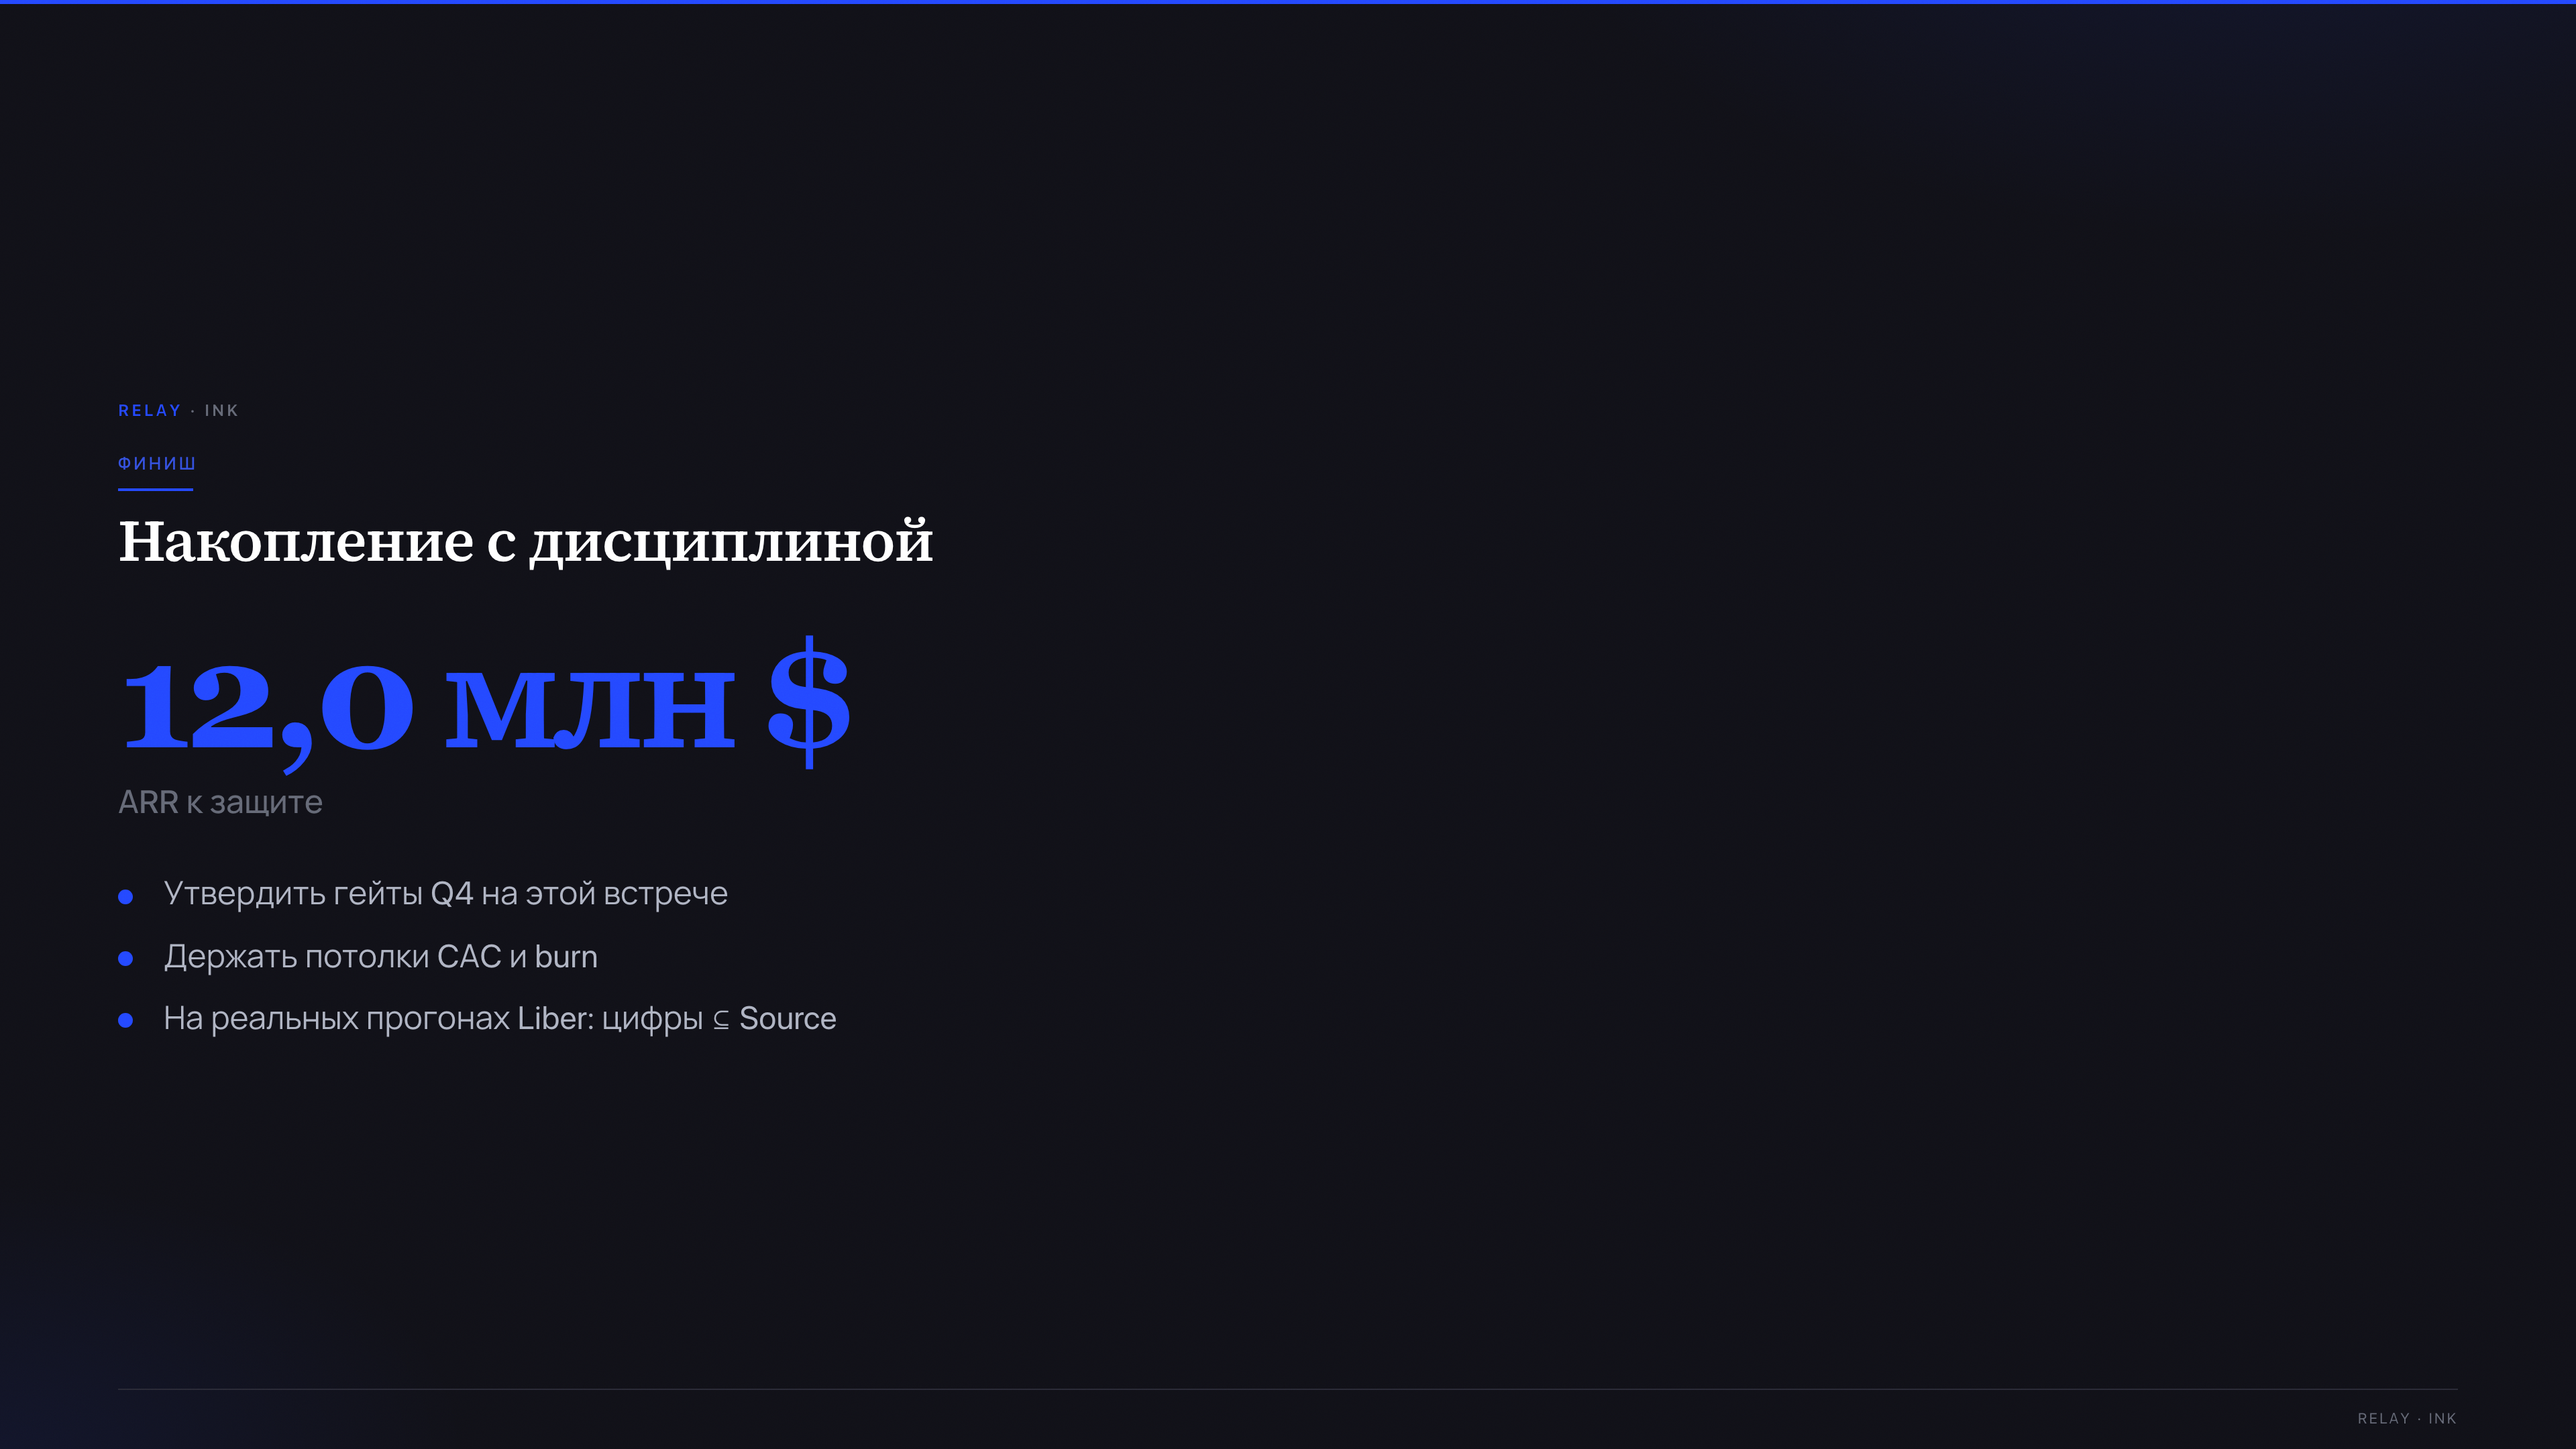 RELAY · INK
ФИНИШ
Накопление с дисциплиной
12,0 млн $
ARR к защите
Утвердить гейты Q4 на этой встрече
Держать потолки CAC и burn
На реальных прогонах Liber: цифры ⊆ Source
RELAY · INK